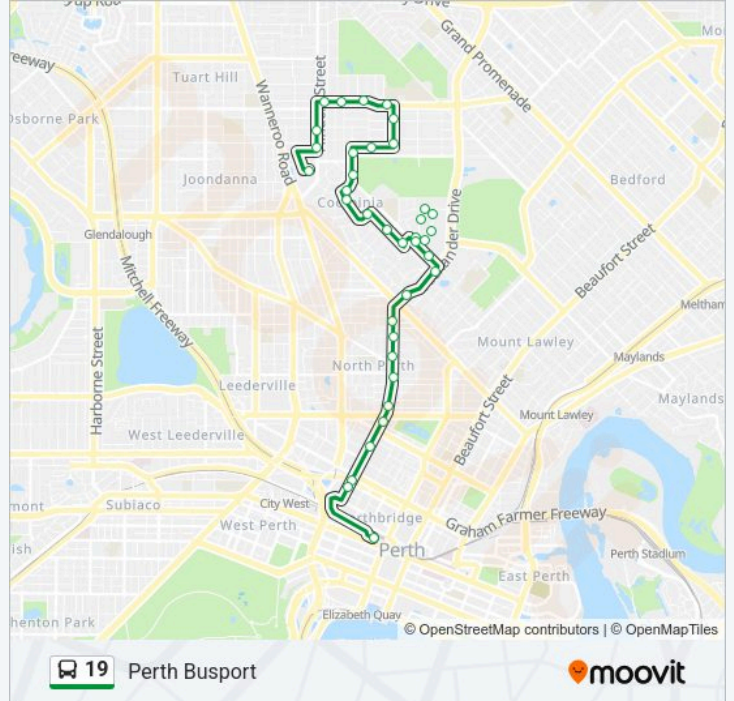 Drive
Grand Promenade
Tuart Hill
Street
Wanneroo Road
Osborne Park
Joondanna
Bedford
Glendalough
Beaufort Street
Mitchell Freeway
Mount Lawley
Maylands
Harborne Street
North Perth
Leederville
Beaufort Street
Mount Lawley
Maylands
West Leederville
City West
Subiaco
West Perth
Graham Farmer Freeway
Perth
Perth Stadium
East Perth
Elizabeth Quay
© OpenStreetMap contributors | © OpenMapTiles
19 Perth Busport
moovit